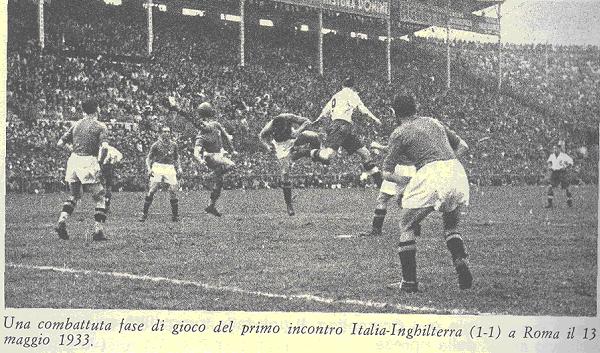 Una combattuta fase di gioco del primo incontro Italia-Inghilterra (1-1) a Roma il 13
maggio 1933.